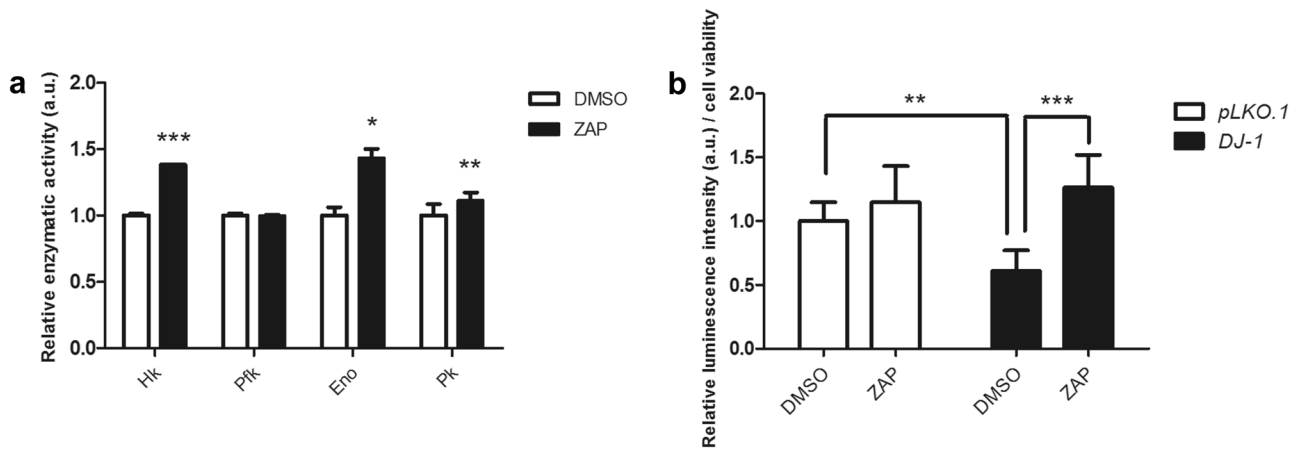 a
Relative enzymatic activity (a.u.)
2.0
1.5
1.0
0.5
0.0
***
*
**
Hk
Pfk
Eno
Pk
DMSO
ZAP
b
Relative luminescence intensity (a.u.) / cell viability
2.0
1.5
1.0
0.5
0.0
**
***
DMSO
ZAP
DMSO
ZAP
pLKO.1
DJ-1